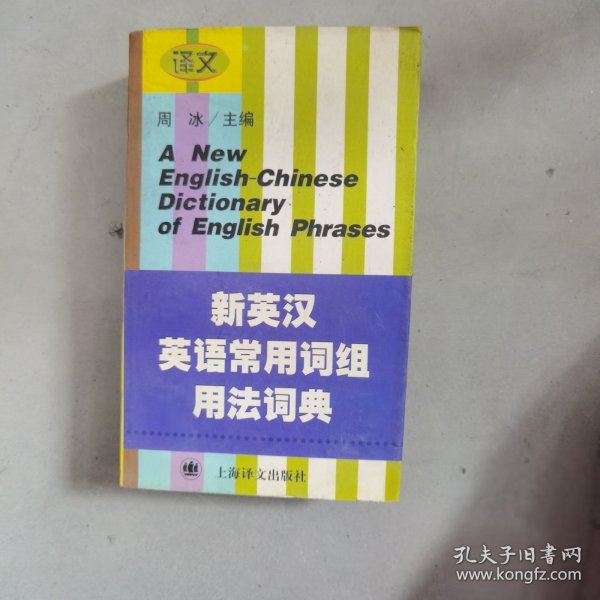 译文
周 冰／主编
A New
English-Chinese
Dictionary
of English Phrases
新英汉
英语常用词组
用法词典
上海译文出版社
孔夫子旧书网
www.kongfz.com